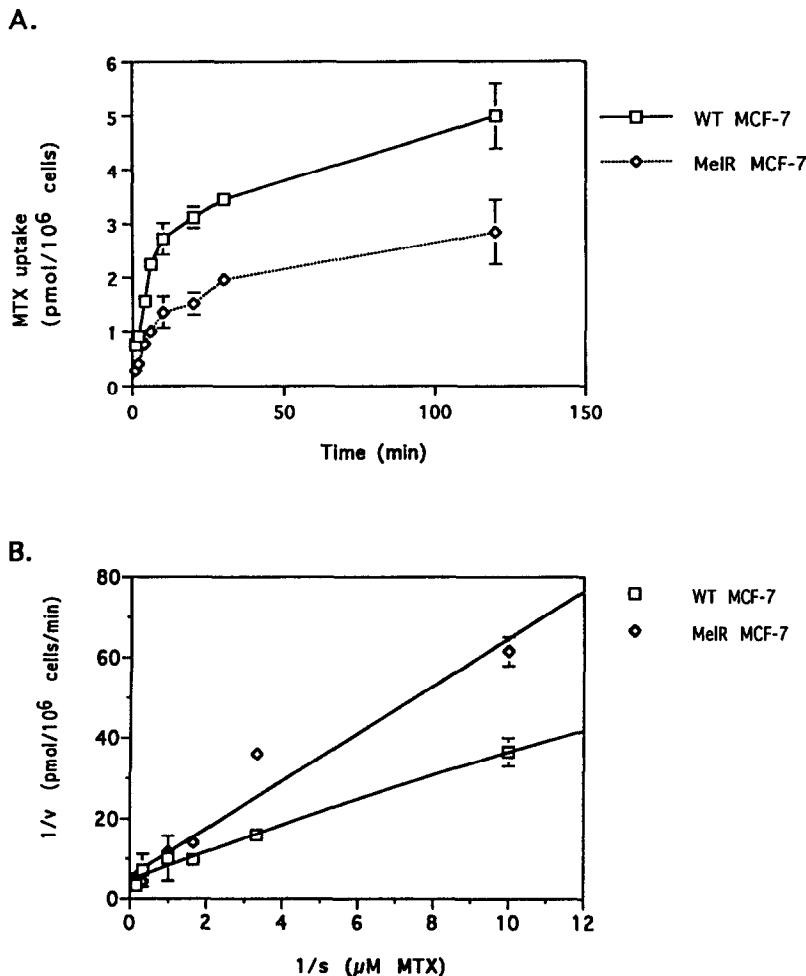 A.
6
5
4
3
2
1
0
MTX uptake
(pmol/10⁶ cells)
0 50 100 150
Time (min)
WT MCF-7
MelR MCF-7
B.
80
60
40
20
0
1/v (pmol/10⁶ cells/min)
0 2 4 6 8 10 12
1/s (µM MTX)
WT MCF-7
MelR MCF-7